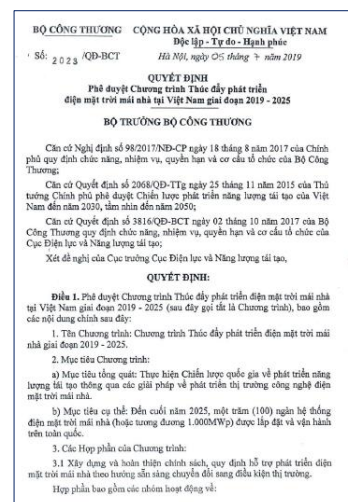 BỘ CÔNG THƯƠNG CỘNG HÒA XÃ HỘI CHỦ NGHĨA VIỆT NAM
Độc lập - Tự do - Hạnh phúc
Số: 2023 /QĐ-BCT Hà Nội, ngày 05 tháng 7 năm 2019
QUYẾT ĐỊNH
Phê duyệt Chương trình Thúc đẩy phát triển
điện mặt trời mái nhà tại Việt Nam giai đoạn 2019 - 2025
BỘ TRƯỞNG BỘ CÔNG THƯƠNG
Căn cứ Nghị định số 98/2017/NĐ-CP ngày 18 tháng 8 năm 2017 của Chính
phủ quy định chức năng, nhiệm vụ, quyền hạn và cơ cấu tổ chức của Bộ Công
Thương;
Căn cứ Quyết định số 2068/QĐ-TTg ngày 25 tháng 11 năm 2015 của Thủ
tướng Chính phủ phê duyệt Chiến lược phát triển năng lượng tái tạo của Việt
Nam đến năm 2030, tầm nhìn đến năm 2050;
Căn cứ Quyết định số 3816/QĐ-BCT ngày 02 tháng 10 năm 2017 của Bộ
Công Thương quy định chức năng, nhiệm vụ, quyền hạn và cơ cấu tổ chức của
Cục Điện lực và Năng lượng tái tạo;
Xét đề nghị của Cục trưởng Cục Điện lực và Năng lượng tái tạo,
QUYẾT ĐỊNH:
Điều 1. Phê duyệt Chương trình Thúc đẩy phát triển điện mặt trời mái nhà
tại Việt Nam giai đoạn 2019 - 2025 (sau đây gọi tắt là Chương trình), bao gồm
các nội dung chính sau đây:
1. Tên Chương trình: Chương trình Thúc đẩy phát triển điện mặt trời mái
nhà giai đoạn 2019 - 2025.
2. Mục tiêu Chương trình:
a) Mục tiêu tổng quát: Thực hiện Chiến lược quốc gia về phát triển năng
lượng tái tạo thông qua các giải pháp về phát triển thị trường công nghệ điện
mặt trời mái nhà.
b) Mục tiêu cụ thể: Đến cuối năm 2025, một trăm (100) ngàn hệ thống
điện mặt trời mái nhà (hoặc tương đương 1.000MWp) được lắp đặt và vận hành
trên toàn quốc.
3. Các Hợp phần của Chương trình:
3.1 Xây dựng và hoàn thiện chính sách, quy định hỗ trợ phát triển điện
mặt trời mái nhà theo hướng sẵn sàng chuyển đổi sang điều kiện thị trường.
Hợp phần bao gồm các nhóm hoạt động về: